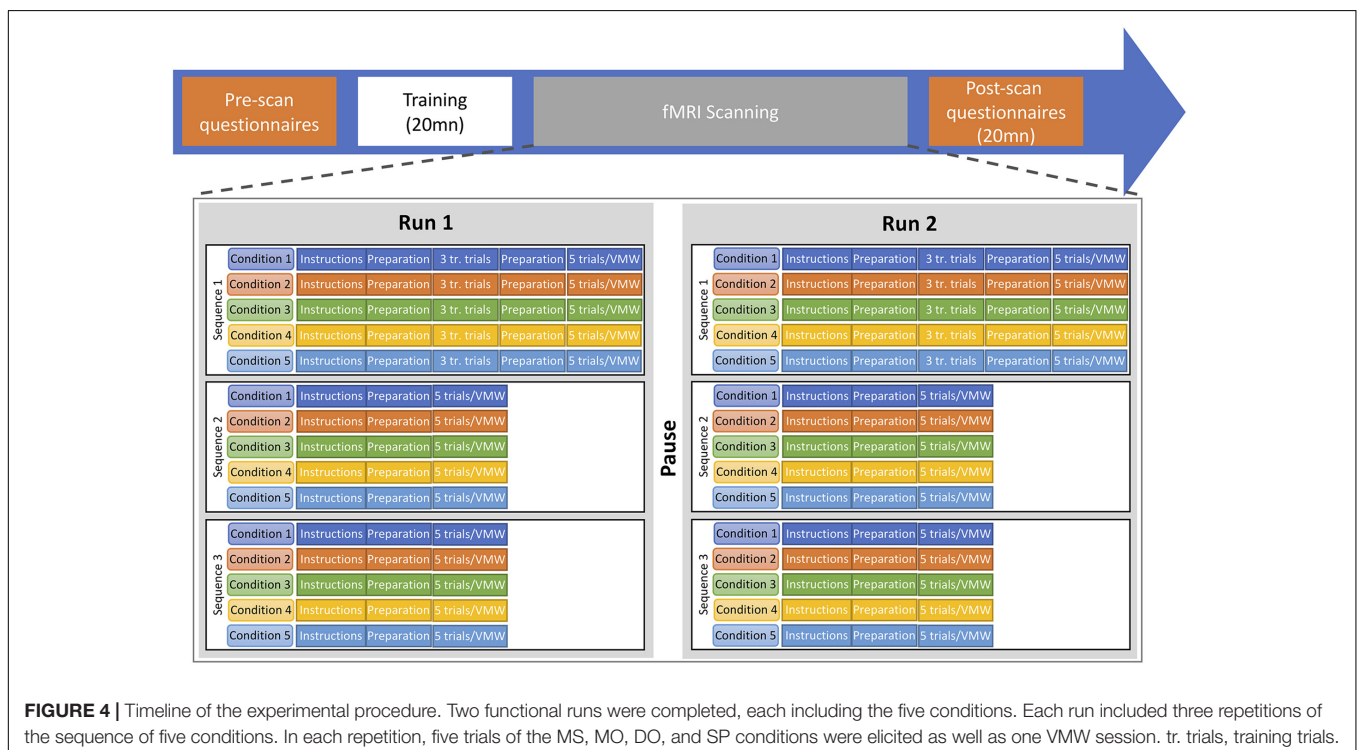 Pre-scan
questionnaires
Training
(20mn)
fMRI Scanning
Post-scan
questionnaires
(20mn)
Run 1
Sequence 1
Condition 1 Instructions Preparation 3 tr. trials Preparation 5 trials/VMW
Condition 2 Instructions Preparation 3 tr. trials Preparation 5 trials/VMW
Condition 3 Instructions Preparation 3 tr. trials Preparation 5 trials/VMW
Condition 4 Instructions Preparation 3 tr. trials Preparation 5 trials/VMW
Condition 5 Instructions Preparation 3 tr. trials Preparation 5 trials/VMW
Sequence 2
Condition 1 Instructions Preparation 5 trials/VMW
Condition 2 Instructions Preparation 5 trials/VMW
Condition 3 Instructions Preparation 5 trials/VMW
Condition 4 Instructions Preparation 5 trials/VMW
Condition 5 Instructions Preparation 5 trials/VMW
Sequence 3
Condition 1 Instructions Preparation 5 trials/VMW
Condition 2 Instructions Preparation 5 trials/VMW
Condition 3 Instructions Preparation 5 trials/VMW
Condition 4 Instructions Preparation 5 trials/VMW
Condition 5 Instructions Preparation 5 trials/VMW
Pause
Run 2
Sequence 1
Condition 1 Instructions Preparation 3 tr. trials Preparation 5 trials/VMW
Condition 2 Instructions Preparation 3 tr. trials Preparation 5 trials/VMW
Condition 3 Instructions Preparation 3 tr. trials Preparation 5 trials/VMW
Condition 4 Instructions Preparation 3 tr. trials Preparation 5 trials/VMW
Condition 5 Instructions Preparation 3 tr. trials Preparation 5 trials/VMW
Sequence 2
Condition 1 Instructions Preparation 5 trials/VMW
Condition 2 Instructions Preparation 5 trials/VMW
Condition 3 Instructions Preparation 5 trials/VMW
Condition 4 Instructions Preparation 5 trials/VMW
Condition 5 Instructions Preparation 5 trials/VMW
Sequence 3
Condition 1 Instructions Preparation 5 trials/VMW
Condition 2 Instructions Preparation 5 trials/VMW
Condition 3 Instructions Preparation 5 trials/VMW
Condition 4 Instructions Preparation 5 trials/VMW
Condition 5 Instructions Preparation 5 trials/VMW
FIGURE 4 | Timeline of the experimental procedure. Two functional runs were completed, each including the five conditions. Each run included three repetitions of
the sequence of five conditions. In each repetition, five trials of the MS, MO, DO, and SP conditions were elicited as well as one VMW session. tr. trials, training trials.